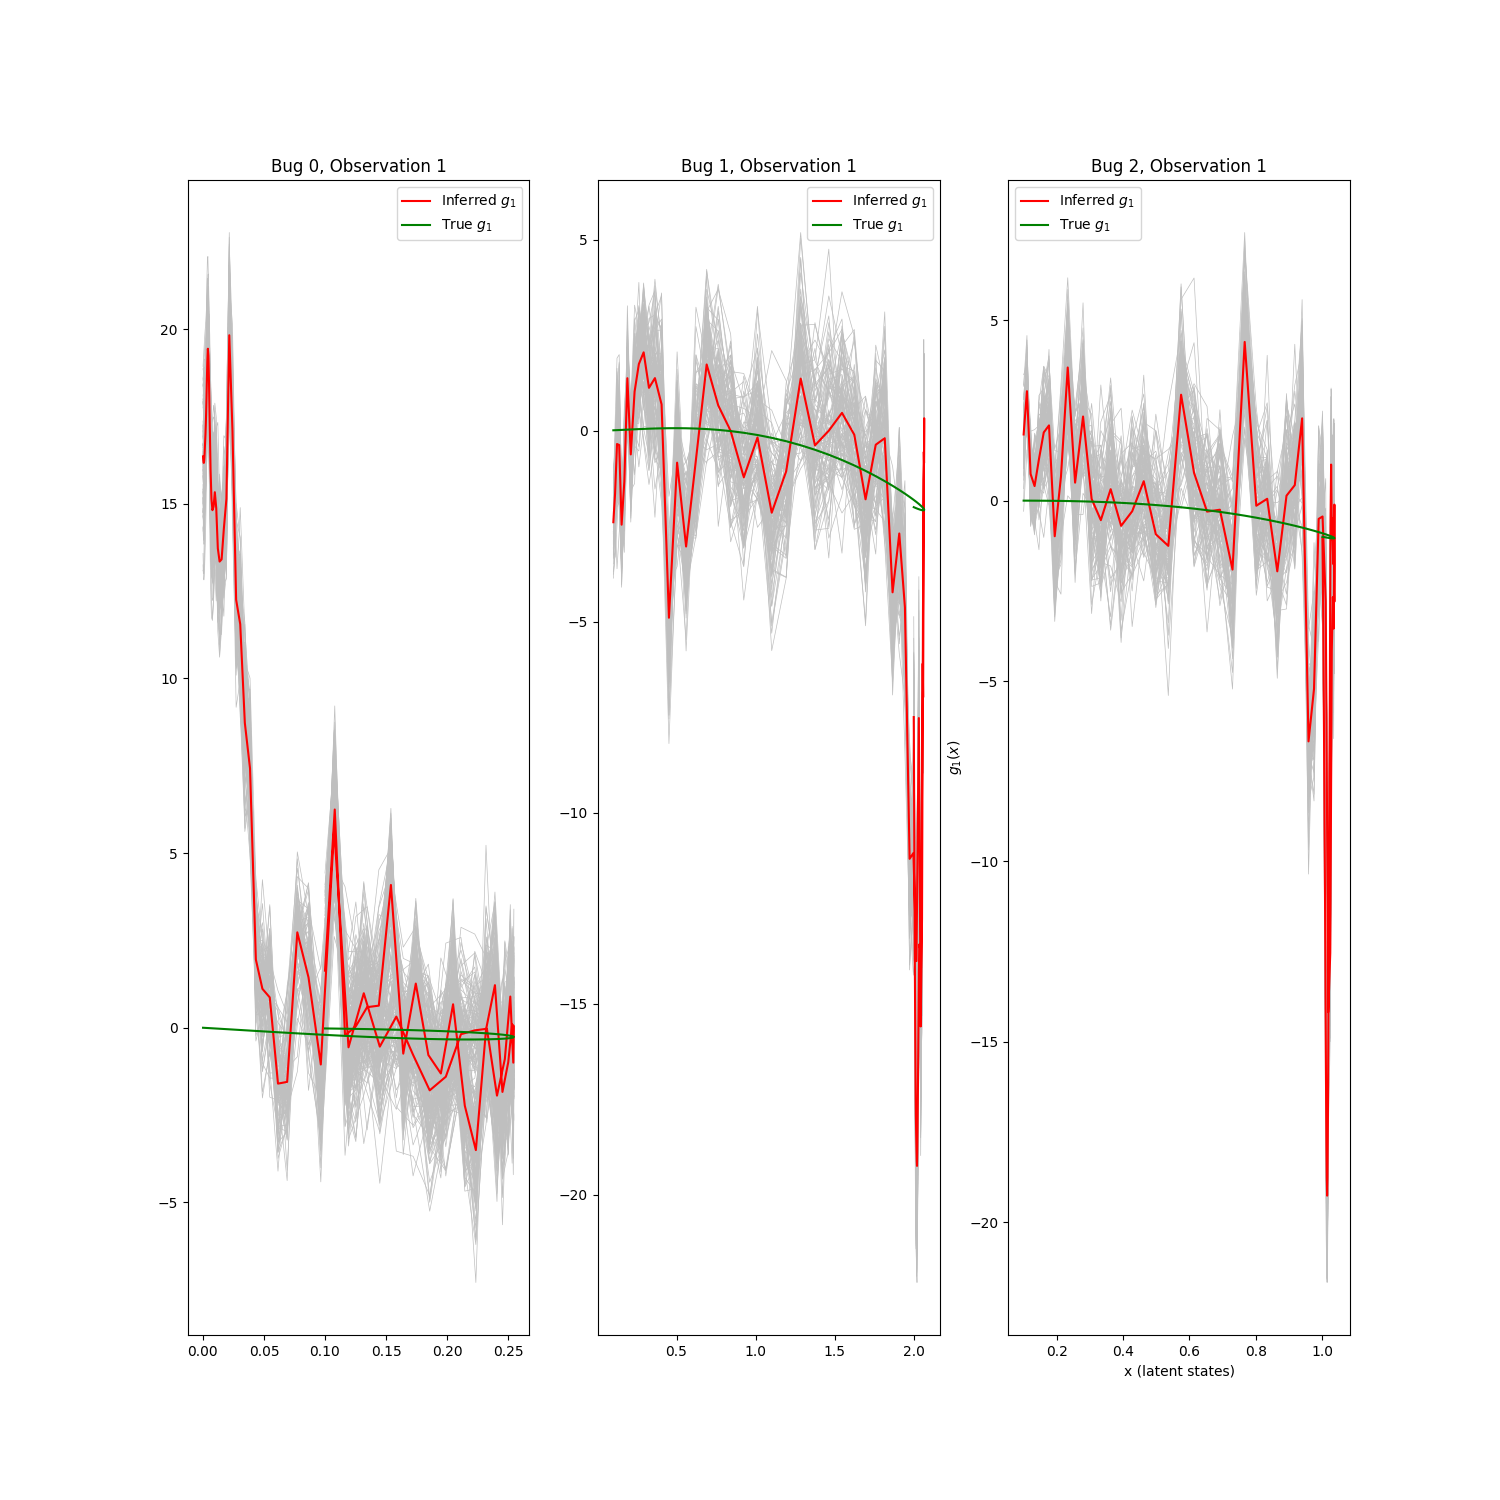 Bug 0, Observation 1
Inferred g₁
True g₁
20
15
10
5
0
−5
0.00 0.05 0.10 0.15 0.20 0.25
Bug 1, Observation 1
Inferred g₁
True g₁
5
0
−5
−10
−15
−20
0.5 1.0 1.5 2.0
Bug 2, Observation 1
Inferred g₁
True g₁
g₁(x)
5
0
−5
−10
−15
−20
0.2 0.4 0.6 0.8 1.0
x (latent states)